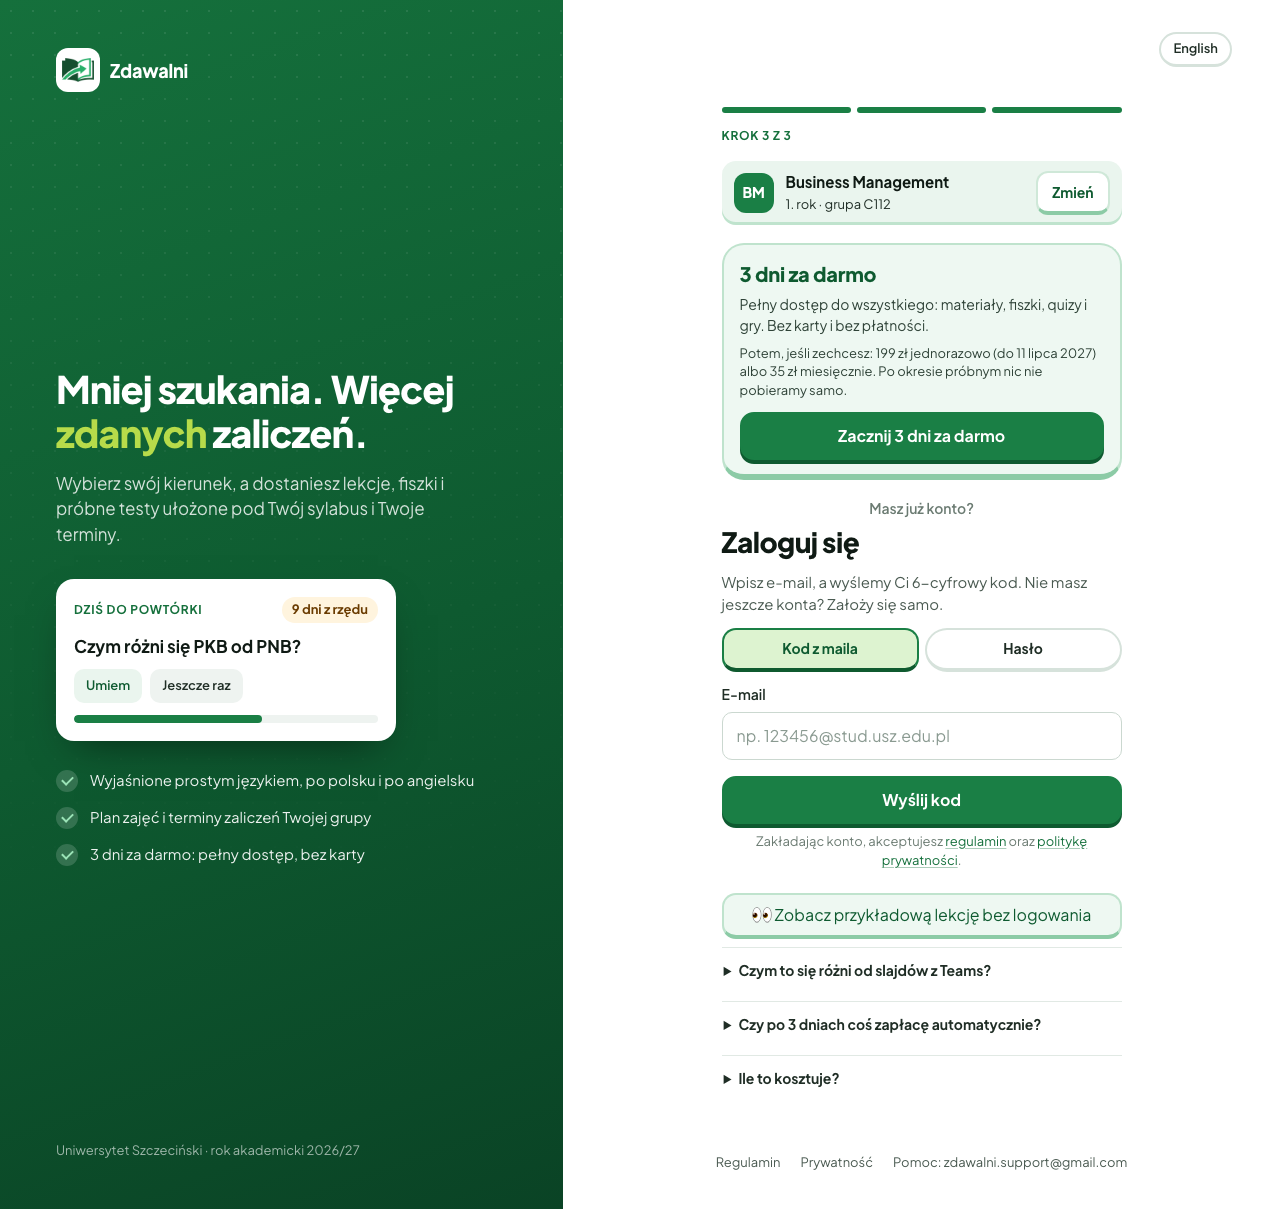 Zdawalni
Mniej szukania. Więcej
zdanych zaliczeń.
Wybierz swój kierunek, a dostaniesz lekcje, fiszki i
próbne testy ułożone pod Twój sylabus i Twoje
terminy.
DZIŚ DO POWTÓRKI
9 dni z rzędu
Czym różni się PKB od PNB?
Umiem
Jeszcze raz
Wyjaśnione prostym językiem, po polsku i po angielsku
Plan zajęć i terminy zaliczeń Twojej grupy
3 dni za darmo: pełny dostęp, bez karty
Uniwersytet Szczeciński · rok akademicki 2026/27
English
KROK 3 Z 3
BM
Business Management
1. rok · grupa C112
Zmień
3 dni za darmo
Pełny dostęp do wszystkiego: materiały, fiszki, quizy i
gry. Bez karty i bez płatności.
Potem, jeśli zechcesz: 199 zł jednorazowo (do 11 lipca 2027)
albo 35 zł miesięcznie. Po okresie próbnym nic nie
pobieramy samo.
Zacznij 3 dni za darmo
Masz już konto?
Zaloguj się
Wpisz e-mail, a wyślemy Ci 6-cyfrowy kod. Nie masz
jeszcze konta? Założy się samo.
Kod z maila
Hasło
E-mail
np. 123456@stud.usz.edu.pl
Wyślij kod
Zakładając konto, akceptujesz regulamin oraz politykę
prywatności.
👀 Zobacz przykładową lekcję bez logowania
▶ Czym to się różni od slajdów z Teams?
▶ Czy po 3 dniach coś zapłacę automatycznie?
▶ Ile to kosztuje?
Regulamin
Prywatność
Pomoc: zdawalni.support@gmail.com